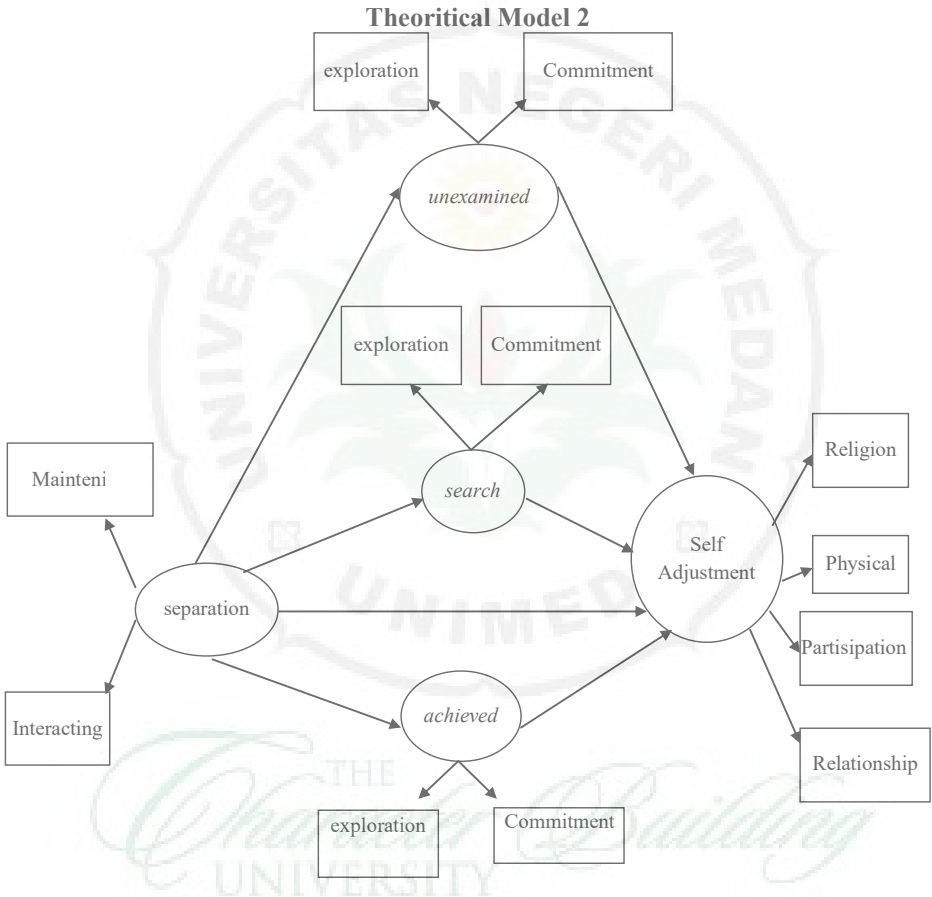 Theoritical Model 2
exploration
Commitment
unexamined
exploration
Commitment
search
Religion
Mainteni
Self
Adjustment
Physical
separation
Partisipation
achieved
Interacting
Relationship
exploration
Commitment
UNIVERSITAS NEGERI MEDAN
UNIMED
THE
Character Building
UNIVERSITY